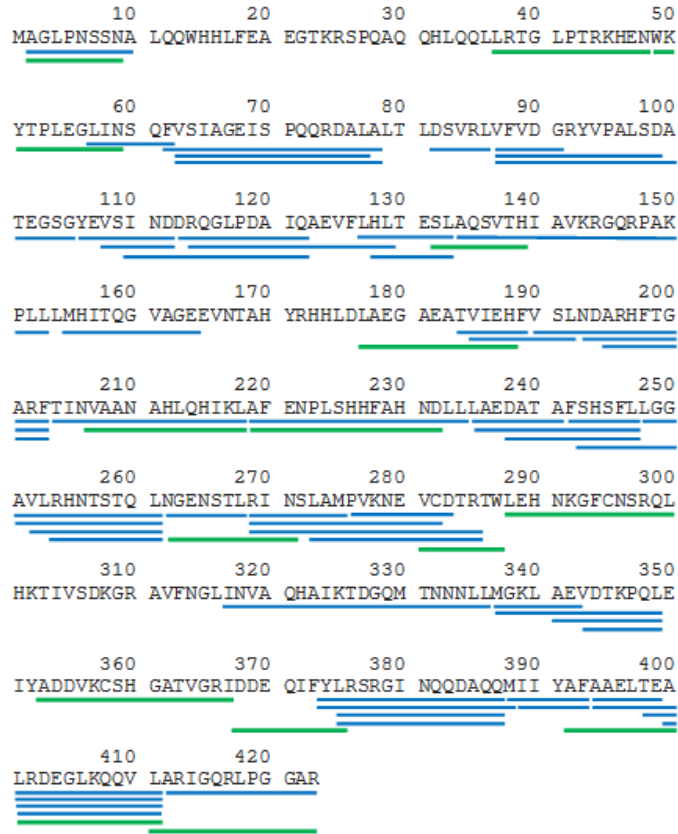 10 20 30 40 50
MAGLPNSSNA LQQWHHLFEA EGTKRSPQAQ QHLQQLLRTG LPTRKHENWK
60 70 80 90 100
YTPLEGLINS QFVSIAGEIS PQQRDALALT LDSVRLVFVD GRYVPALSDA
110 120 130 140 150
TEGSGYEVSI NDDRQGLPDA IQAEVFLHLT ESLAQSVTHI AVKRGQRPAK
160 170 180 190 200
PLLLMHITQG VAGEEVNTAH YRHHLDLAEG AEATVIEHFV SLNDARHFTG
210 220 230 240 250
ARFTINVAAN AHLQHIKLAF ENPLSHHFAH NDLLLAEDAT AFSHSFLLGG
260 270 280 290 300
AVLRHNTSTQ LNGENSTLRI NSLAMPVKNE VCDTRTWLEH NKGFCNSRQL
310 320 330 340 350
HKTIVSDKGR AVFNGLINVA QHAIKTDGQM TNNNLLMGKL AEVDTKPQLE
360 370 380 390 400
IYADDVKCSH GATVGRIDDE QIFYLRSRGI NQQDAQQMII YAFAAELTEA
410 420
LRDEGLKQQV LARIGQRLPG GAR